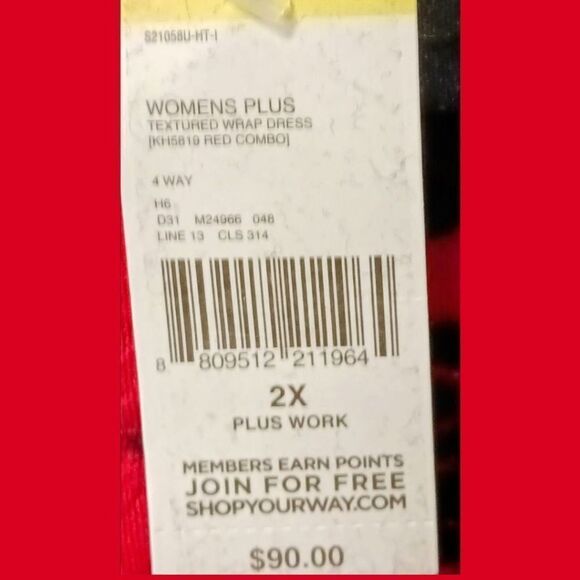 S21058U-HT-I
WOMENS PLUS
TEXTURED WRAP DRESS
[KH5819 RED COMBO]
4 WAY
H6
D31 M24966 048
LINE 13 CLS 314
8 809512 211964
2X
PLUS WORK
MEMBERS EARN POINTS
JOIN FOR FREE
SHOPYOURWAY.COM
$90.00